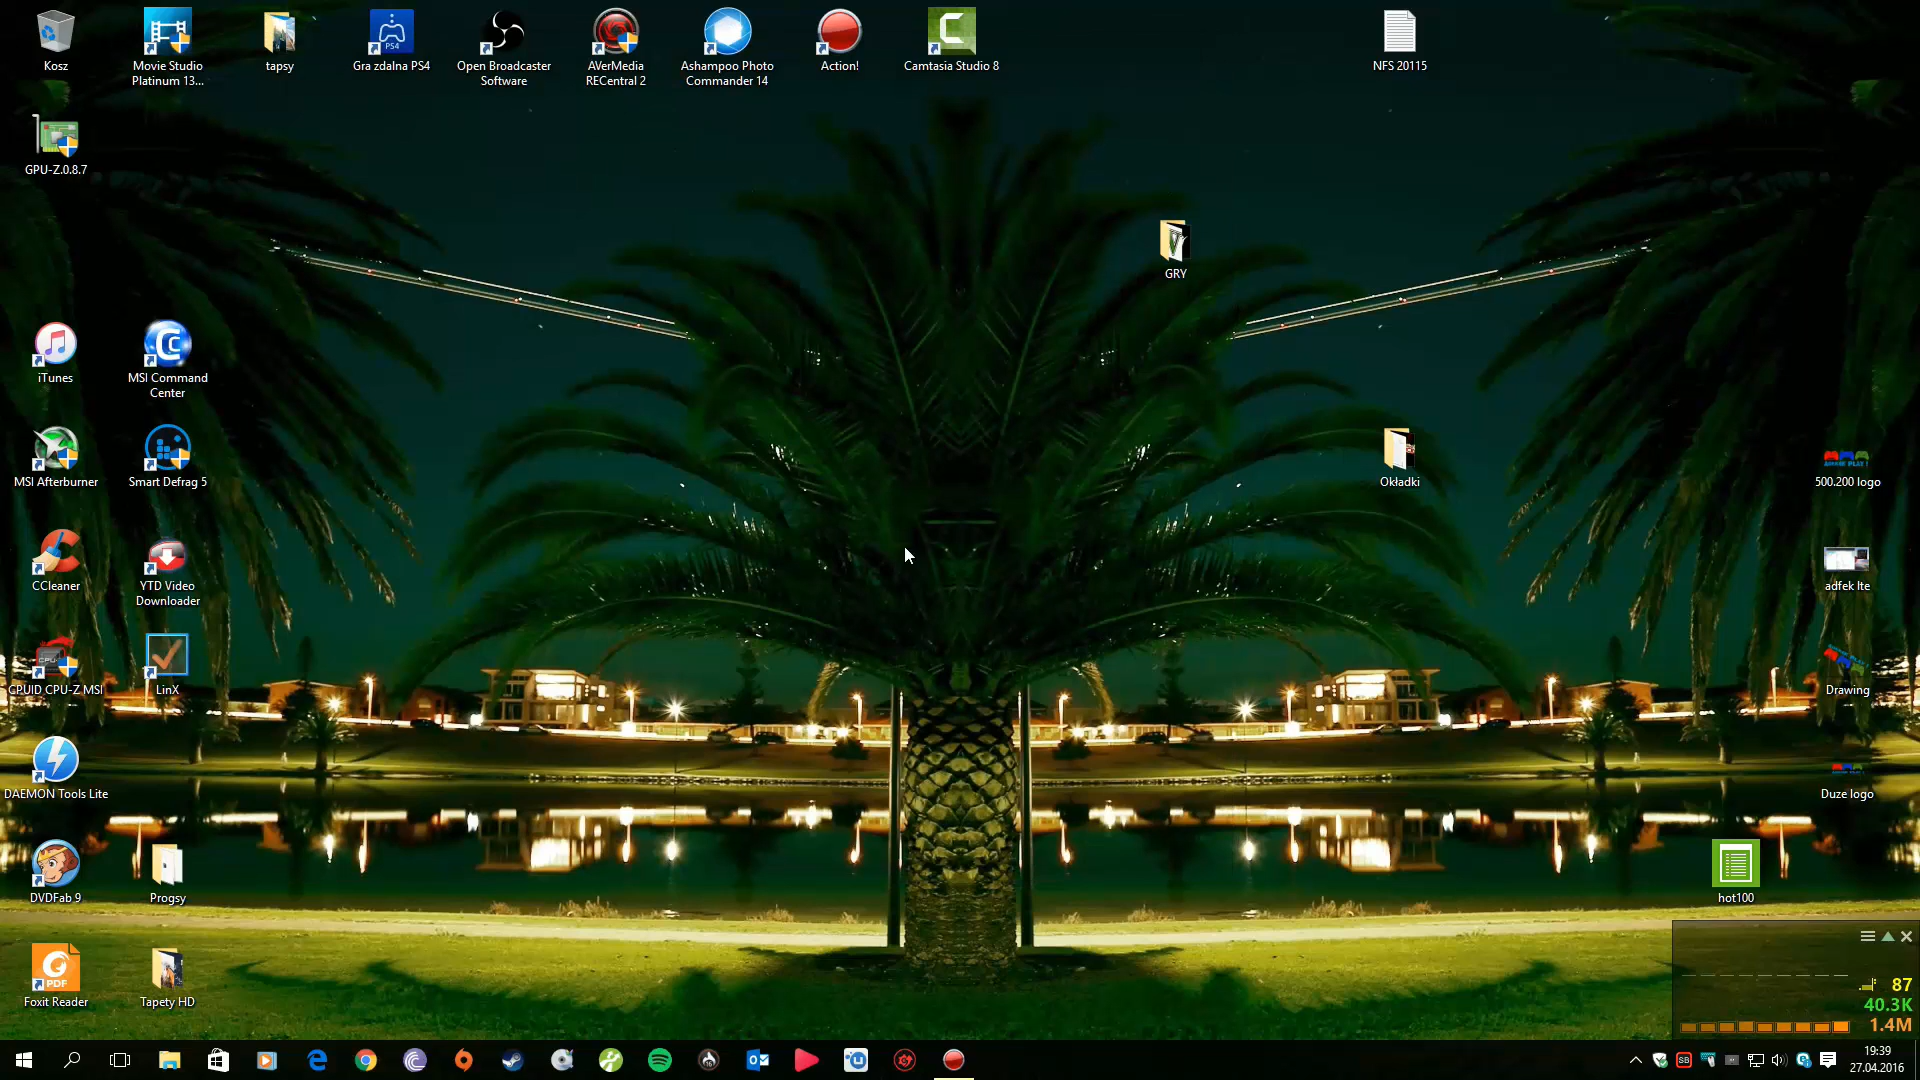 Kosz
Movie Studio
Platinum 13...
tapsy
PS4
Gra zdalna PS4
Open Broadcaster
Software
AVerMedia
RECentral 2
Ashampoo Photo
Commander 14
Action!
C
Camtasia Studio 8
NFS 20115
GPU-Z.0.8.7
GRY
iTunes
MSI Command
Center
Okładki
MSI Afterburner
Smart Defrag 5
500.200 logo
CCleaner
YTD Video
Downloader
adfek lte
CPUID CPU-Z MSI
LinX
Drawing
DAEMON Tools Lite
Duze logo
DVDFab 9
Progsy
hot100
PDF
Foxit Reader
Tapety HD
87
40.3K
1.4M
SB
19:39
27.04.2016